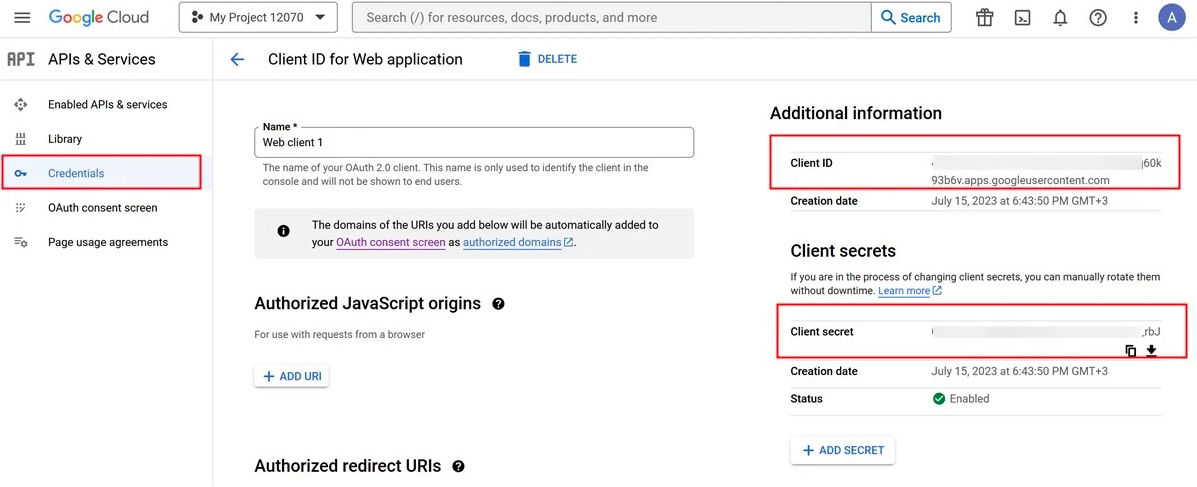 Google Cloud
My Project 12070
Search (/) for resources, docs, products, and more
Search
A
API APIs & Services
Client ID for Web application
DELETE
Enabled APIs & services
Library
Credentials
OAuth consent screen
Page usage agreements
Name *
Web client 1
The name of your OAuth 2.0 client. This name is only used to identify the client in the
console and will not be shown to end users.
The domains of the URIs you add below will be automatically added to
your OAuth consent screen as authorized domains.
Authorized JavaScript origins
For use with requests from a browser
ADD URI
Authorized redirect URIs
Additional information
Client ID
93b6v.apps.googleusercontent.com
Creation date July 15, 2023 at 6:43:50 PM GMT+3
Client secrets
If you are in the process of changing client secrets, you can manually rotate them
without downtime. Learn more
Client secret
Creation date July 15, 2023 at 6:43:50 PM GMT+3
Status Enabled
ADD SECRET